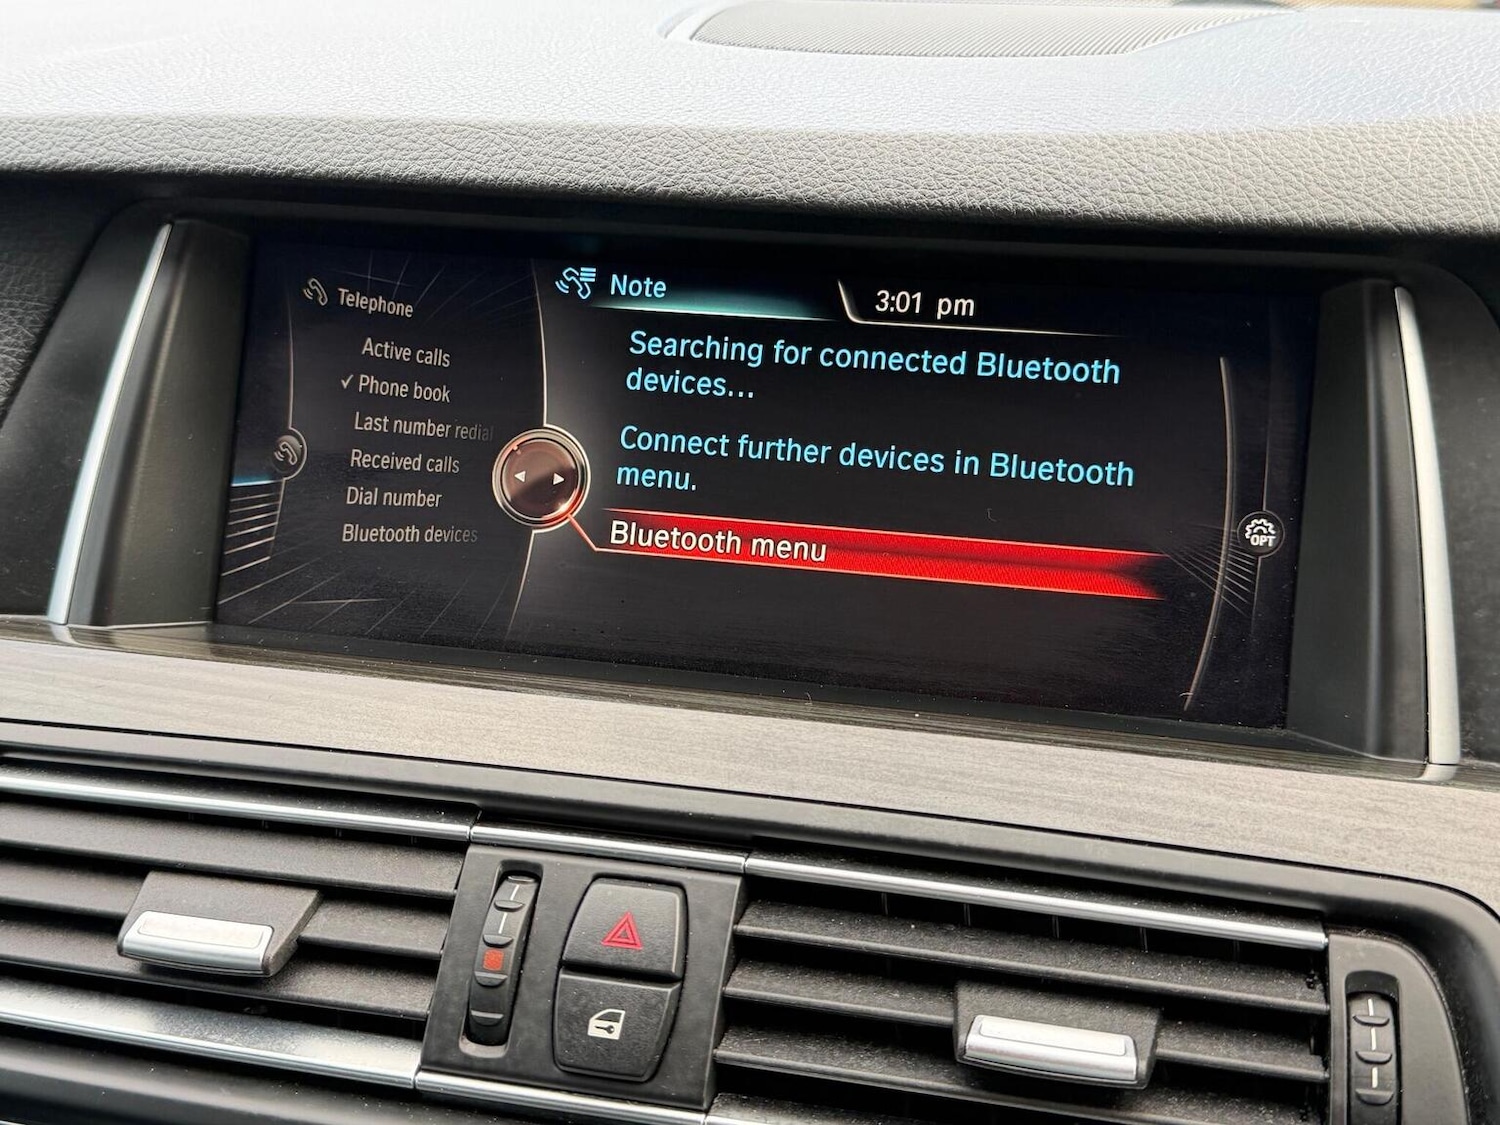 Telephone
Active calls
✓ Phone book
Last number redial
Received calls
Dial number
Bluetooth devices
Note
3:01 pm
Searching for connected Bluetooth
devices...
Connect further devices in Bluetooth
menu.
Bluetooth menu
OPT